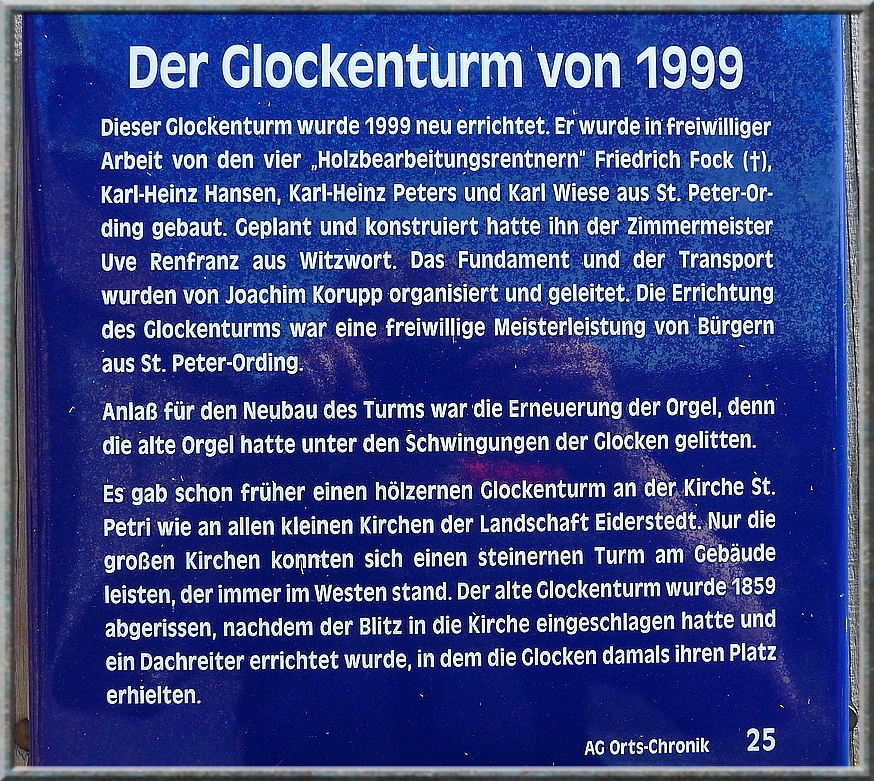 Der Glockenturm von 1999
Dieser Glockenturm wurde 1999 neu errichtet. Er wurde in freiwilliger
Arbeit von den vier „Holzbearbeitungsrentnern" Friedrich Fock (†),
Karl-Heinz Hansen, Karl-Heinz Peters und Karl Wiese aus St. Peter-Or-
ding gebaut. Geplant und konstruiert hatte ihn der Zimmermeister
Uve Renfranz aus Witzwort. Das Fundament und der Transport
wurden von Joachim Korupp organisiert und geleitet. Die Errichtung
des Glockenturms war eine freiwillige Meisterleistung von Bürgern
aus St. Peter-Ording.
Anlaß für den Neubau des Turms war die Erneuerung der Orgel, denn
die alte Orgel hatte unter den Schwingungen der Glocken gelitten.
Es gab schon früher einen hölzernen Glockenturm an der Kirche St.
Petri wie an allen kleinen Kirchen der Landschaft Eiderstedt. Nur die
großen Kirchen konnten sich einen steinernen Turm am Gebäude
leisten, der immer im Westen stand. Der alte Glockenturm wurde 1859
abgerissen, nachdem der Blitz in die Kirche eingeschlagen hatte und
ein Dachreiter errichtet wurde, in dem die Glocken damals ihren Platz
erhielten.
AG Orts-Chronik 25